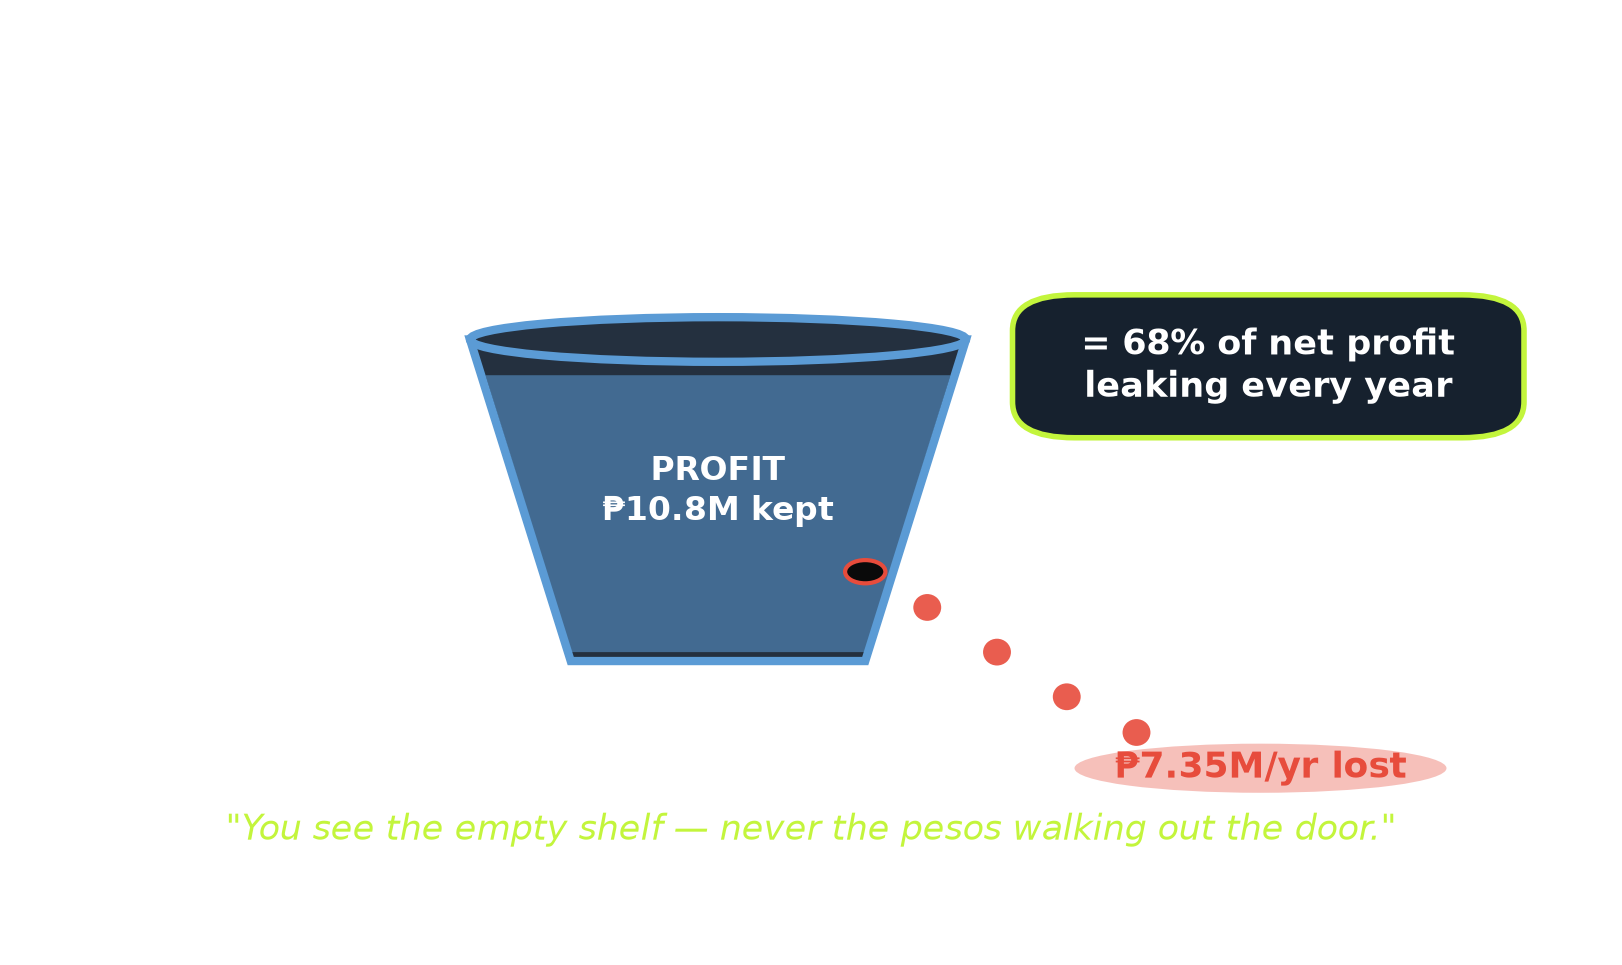 = 68% of net profit
leaking every year
PROFIT
₱10.8M kept
₱7.35M/yr lost
"You see the empty shelf — never the pesos walking out the door."